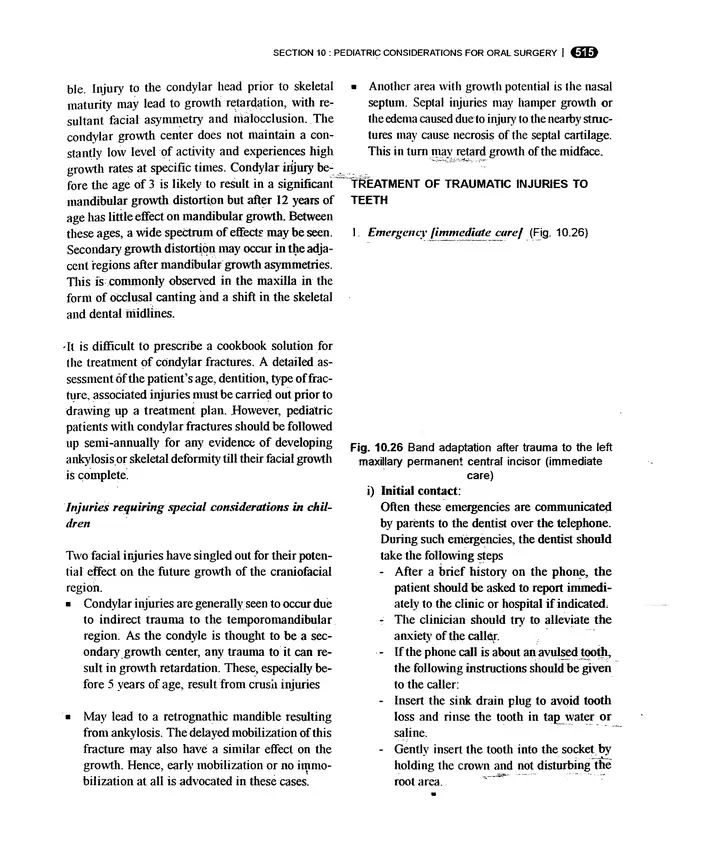 SECTION 10 : PEDIATRIC CONSIDERATIONS FOR ORAL SURGERY | 515
ble. Injury to the condylar head prior to skeletal
maturity may lead to growth retardation, with re-
sultant facial asymmetry and malocclusion. The
condylar growth center does not maintain a con-
stantly low level of activity and experiences high
growth rates at specific times. Condylar injury be-
fore the age of 3 is likely to result in a significant
mandibular growth distortion but after 12 years of
age has little effect on mandibular growth. Between
these ages, a wide spectrum of effects may be seen.
Secondary growth distortion may occur in the adja-
cent regions after mandibular growth asymmetries.
This is commonly observed in the maxilla in the
form of occlusal canting and a shift in the skeletal
and dental midlines.
It is difficult to prescribe a cookbook solution for
the treatment of condylar fractures. A detailed as-
sessment of the patient's age, dentition, type of frac-
ture, associated injuries must be carried out prior to
drawing up a treatment plan. However, pediatric
patients with condylar fractures should be followed
up semi-annually for any evidence of developing
ankylosis or skeletal deformity till their facial growth
is complete.
Injuries requiring special considerations in chil-
dren
Two facial injuries have singled out for their poten-
tial effect on the future growth of the craniofacial
region.
▪ Condylar injuries are generally seen to occur due
to indirect trauma to the temporomandibular
region. As the condyle is thought to be a sec-
ondary growth center, any trauma to it can re-
sult in growth retardation. These, especially be-
fore 5 years of age, result from crush injuries
▪ May lead to a retrognathic mandible resulting
from ankylosis. The delayed mobilization of this
fracture may also have a similar effect on the
growth. Hence, early mobilization or no immo-
bilization at all is advocated in these cases.
▪ Another area with growth potential is the nasal
septum. Septal injuries may hamper growth or
the edema caused due to injury to the nearby struc-
tures may cause necrosis of the septal cartilage.
This in turn may retard growth of the midface.
TREATMENT OF TRAUMATIC INJURIES TO
TEETH
1. Emergency [immediate care] (Fig. 10.26)
Fig. 10.26 Band adaptation after trauma to the left
maxillary permanent central incisor (immediate
care)
i) Initial contact:
Often these emergencies are communicated
by parents to the dentist over the telephone.
During such emergencies, the dentist should
take the following steps
- After a brief history on the phone, the
patient should be asked to report immedi-
ately to the clinic or hospital if indicated.
- The clinician should try to alleviate the
anxiety of the caller.
- If the phone call is about an avulsed tooth,
the following instructions should be given
to the caller:
- Insert the sink drain plug to avoid tooth
loss and rinse the tooth in tap water or
saline.
- Gently insert the tooth into the socket by
holding the crown and not disturbing the
root area.